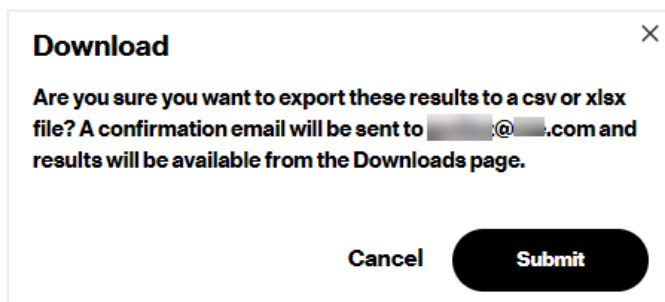 Download
Are you sure you want to export these results to a csv or xlsx
file? A confirmation email will be sent to @ .com and
results will be available from the Downloads page.
Cancel Submit